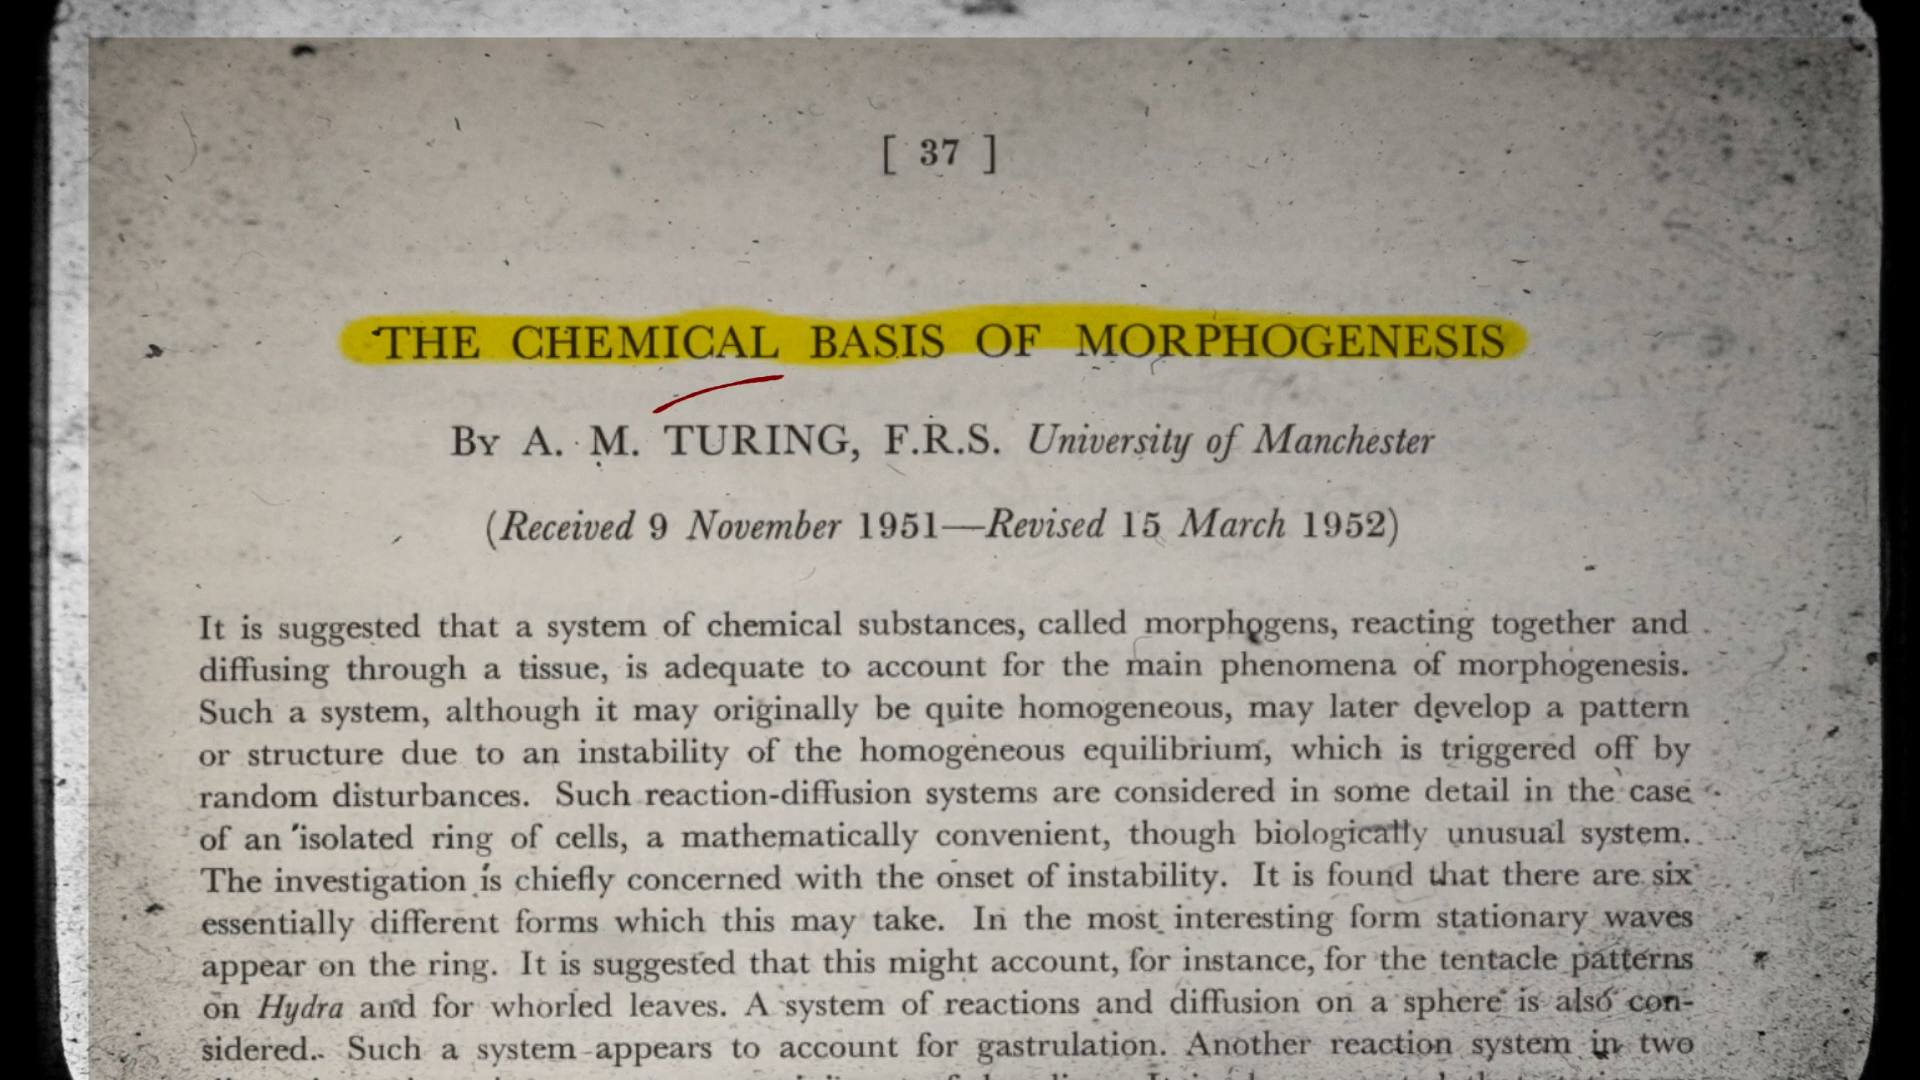 [ 37 ]
THE CHEMICAL BASIS OF MORPHOGENESIS
By A. M. TURING, F.R.S. University of Manchester
(Received 9 November 1951—Revised 15 March 1952)
It is suggested that a system of chemical substances, called morphogens, reacting together and
diffusing through a tissue, is adequate to account for the main phenomena of morphogenesis.
Such a system, although it may originally be quite homogeneous, may later develop a pattern
or structure due to an instability of the homogeneous equilibrium, which is triggered off by
random disturbances. Such reaction-diffusion systems are considered in some detail in the case
of an isolated ring of cells, a mathematically convenient, though biologically unusual system.
The investigation is chiefly concerned with the onset of instability. It is found that there are six
essentially different forms which this may take. In the most interesting form stationary waves
appear on the ring. It is suggested that this might account, for instance, for the tentacle patterns
on Hydra and for whorled leaves. A system of reactions and diffusion on a sphere is also con-
sidered. Such a system appears to account for gastrulation. Another reaction system in two